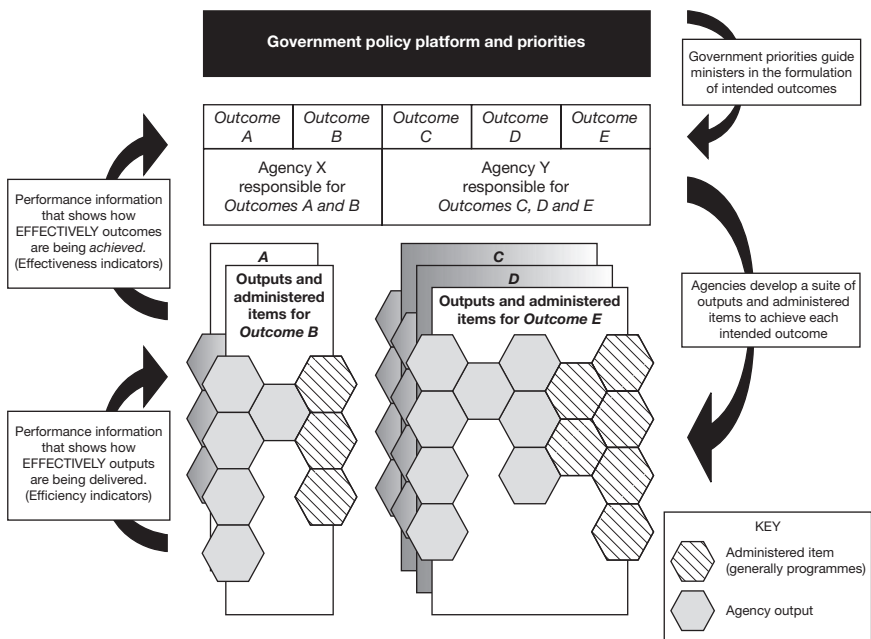 Government policy platform and priorities
Government priorities guide
ministers in the formulation
of intended outcomes
Outcome
A
Outcome
B
Outcome
C
Outcome
D
Outcome
E
Agency X
responsible for
Outcomes A and B
Agency Y
responsible for
Outcomes C, D and E
Performance information
that shows how
EFFECTIVELY outcomes
are being achieved.
(Effectiveness indicators)
A
Outputs and
administered
items for
Outcome B
C
D
Outputs and administered
items for Outcome E
Agencies develop a suite of
outputs and administered
items to achieve each
intended outcome
Performance information
that shows how
EFFECTIVELY outputs
are being delivered.
(Efficiency indicators)
KEY
Administered item
(generally programmes)
Agency output